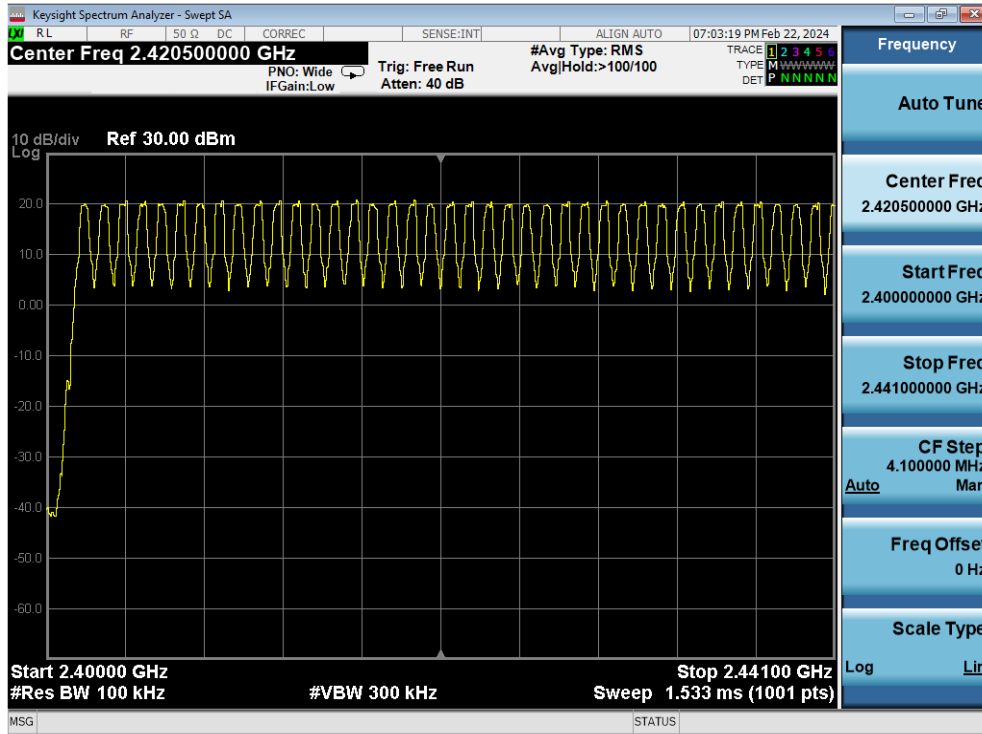 Keysight Spectrum Analyzer - Swept SA
LXI RL RF 50 Ω DC CORREC SENSE:INT ALIGN AUTO 07:03:19 PM Feb 22, 2024
Center Freq 2.420500000 GHz
PNO: Wide
IFGain:Low
Trig: Free Run
Atten: 40 dB
#Avg Type: RMS
Avg|Hold:>100/100
TRACE 1 2 3 4 5 6
TYPE M WWWWW
DET P N N N N N
10 dB/div
Log
Ref 30.00 dBm
20.0
10.0
0.00
-10.0
-20.0
-30.0
-40.0
-50.0
-60.0
Start 2.40000 GHz
Stop 2.44100 GHz
#Res BW 100 kHz
#VBW 300 kHz
Sweep 1.533 ms (1001 pts)
MSG
STATUS
Frequency
Auto Tune
Center Freq
2.420500000 GHz
Start Freq
2.400000000 GHz
Stop Freq
2.441000000 GHz
CF Step
4.100000 MHz
Auto Man
Freq Offset
0 Hz
Scale Type
Log Lin